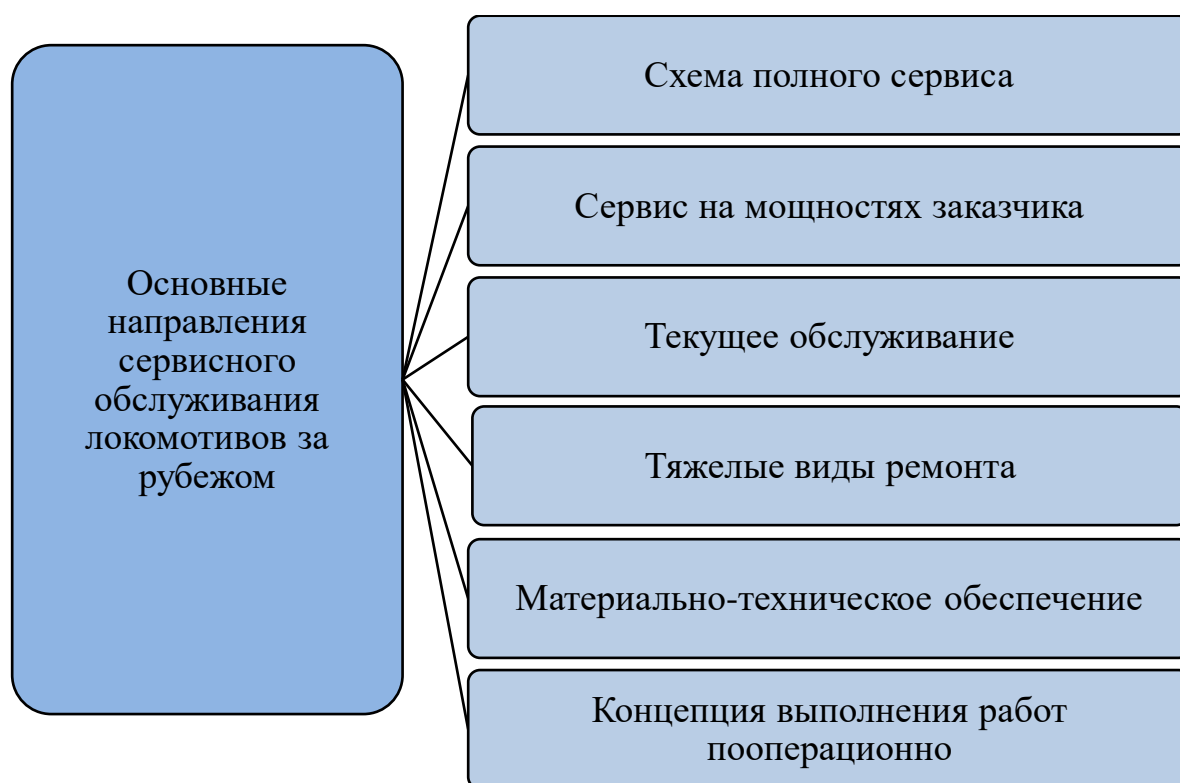 Основные
направления
сервисного
обслуживания
локомотивов за
рубежом
Схема полного сервиса
Сервис на мощностях заказчика
Текущее обслуживание
Тяжелые виды ремонта
Материально-техническое обеспечение
Концепция выполнения работ
пооперационно